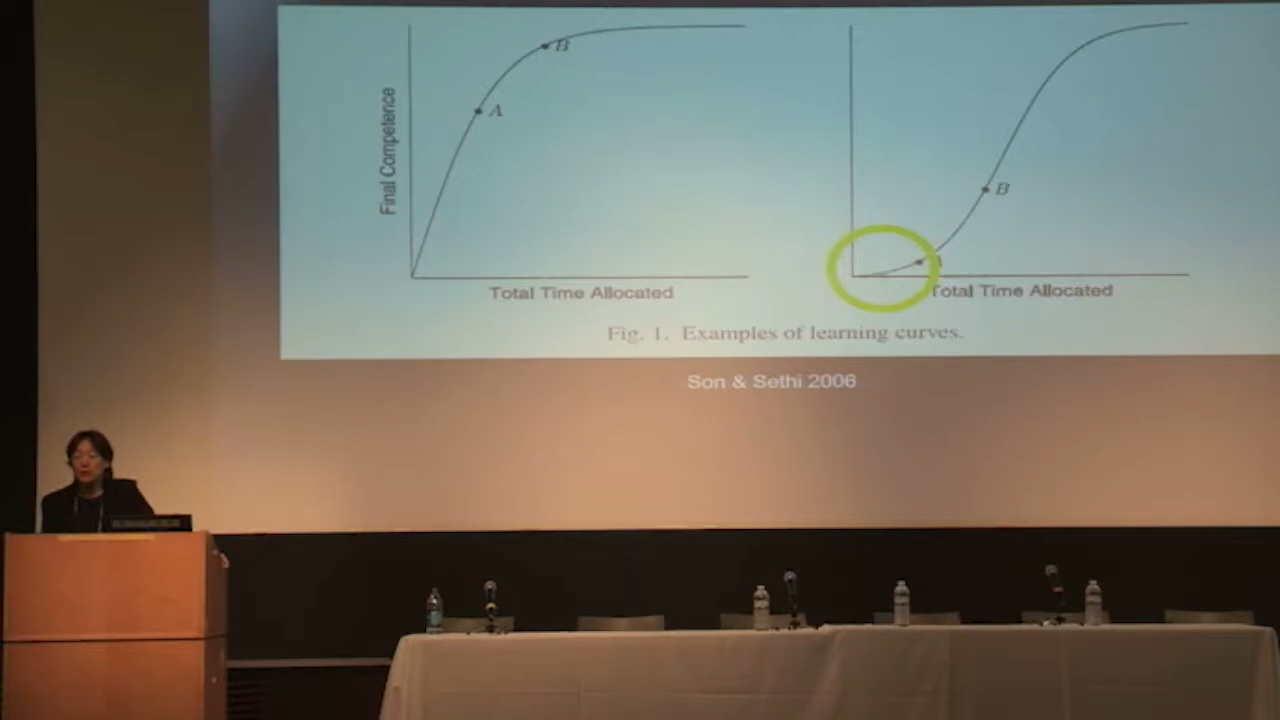 B
A
Final Competence
B
Total Time Allocated
Total Time Allocated
Fig. 1. Examples of learning curves.
Son & Sethi 2006